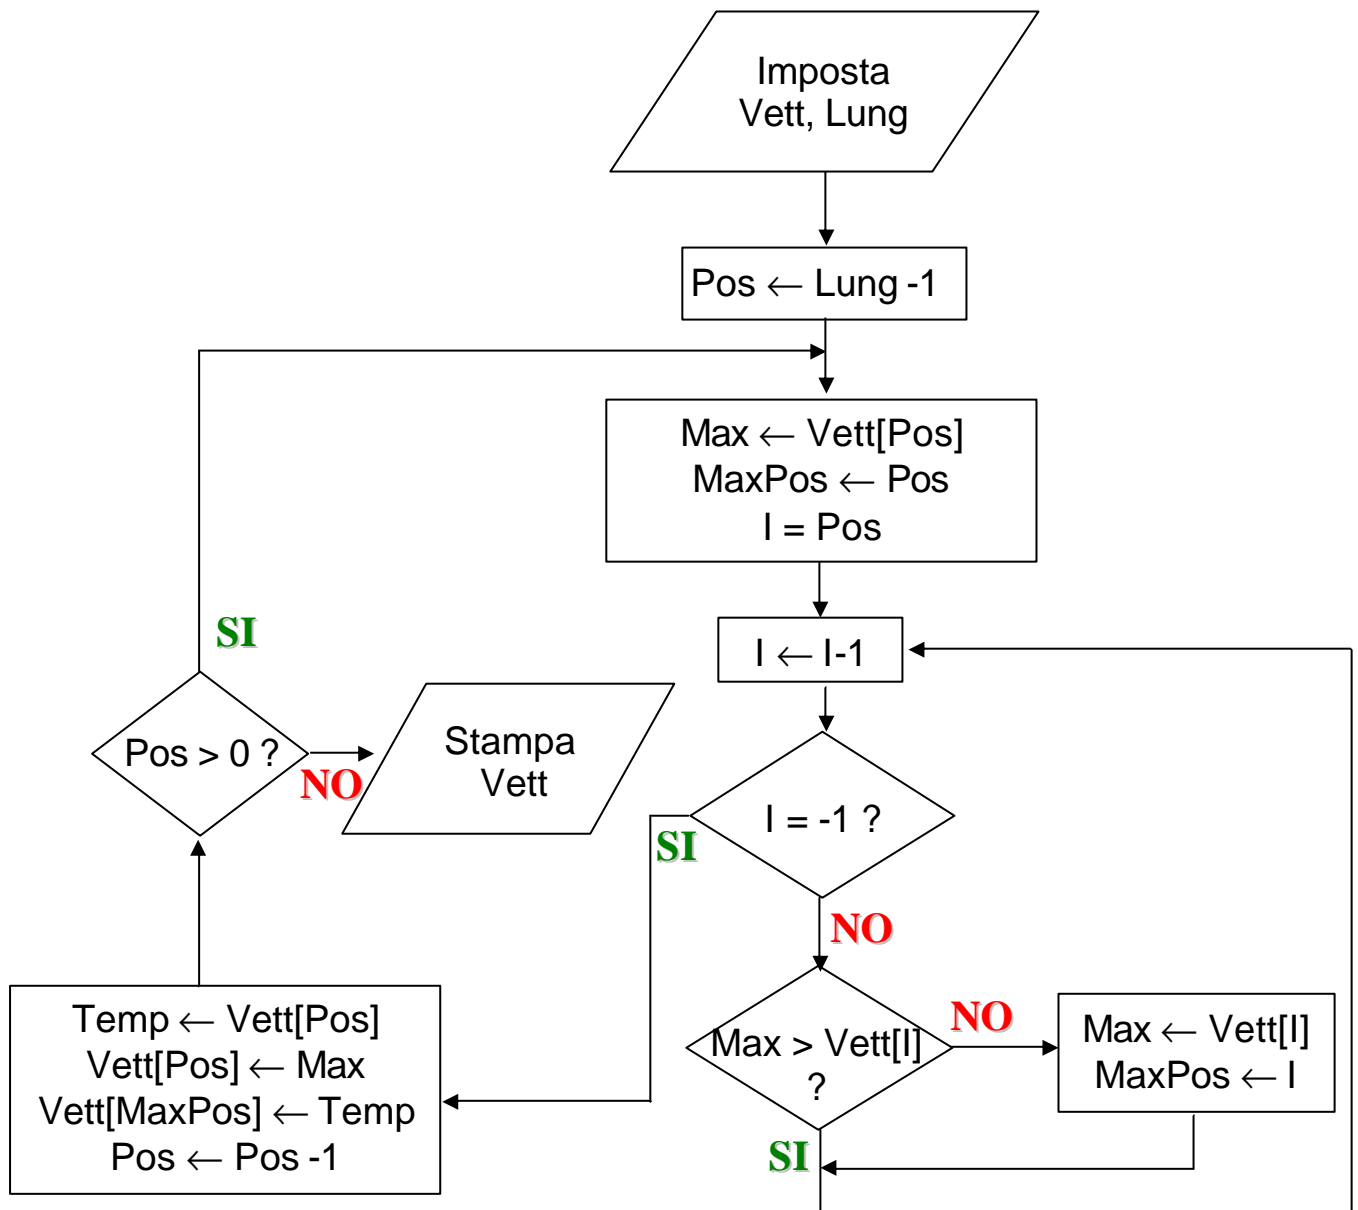 Imposta
Vett, Lung
Pos ← Lung -1
Max ← Vett[Pos]
MaxPos ← Pos
I = Pos
I ← I-1
SI
Pos > 0 ?
NO
Stampa
Vett
I = -1 ?
SI
NO
Max > Vett[I]
?
NO
Max ← Vett[I]
MaxPos ← I
SI
Temp ← Vett[Pos]
Vett[Pos] ← Max
Vett[MaxPos] ← Temp
Pos ← Pos -1